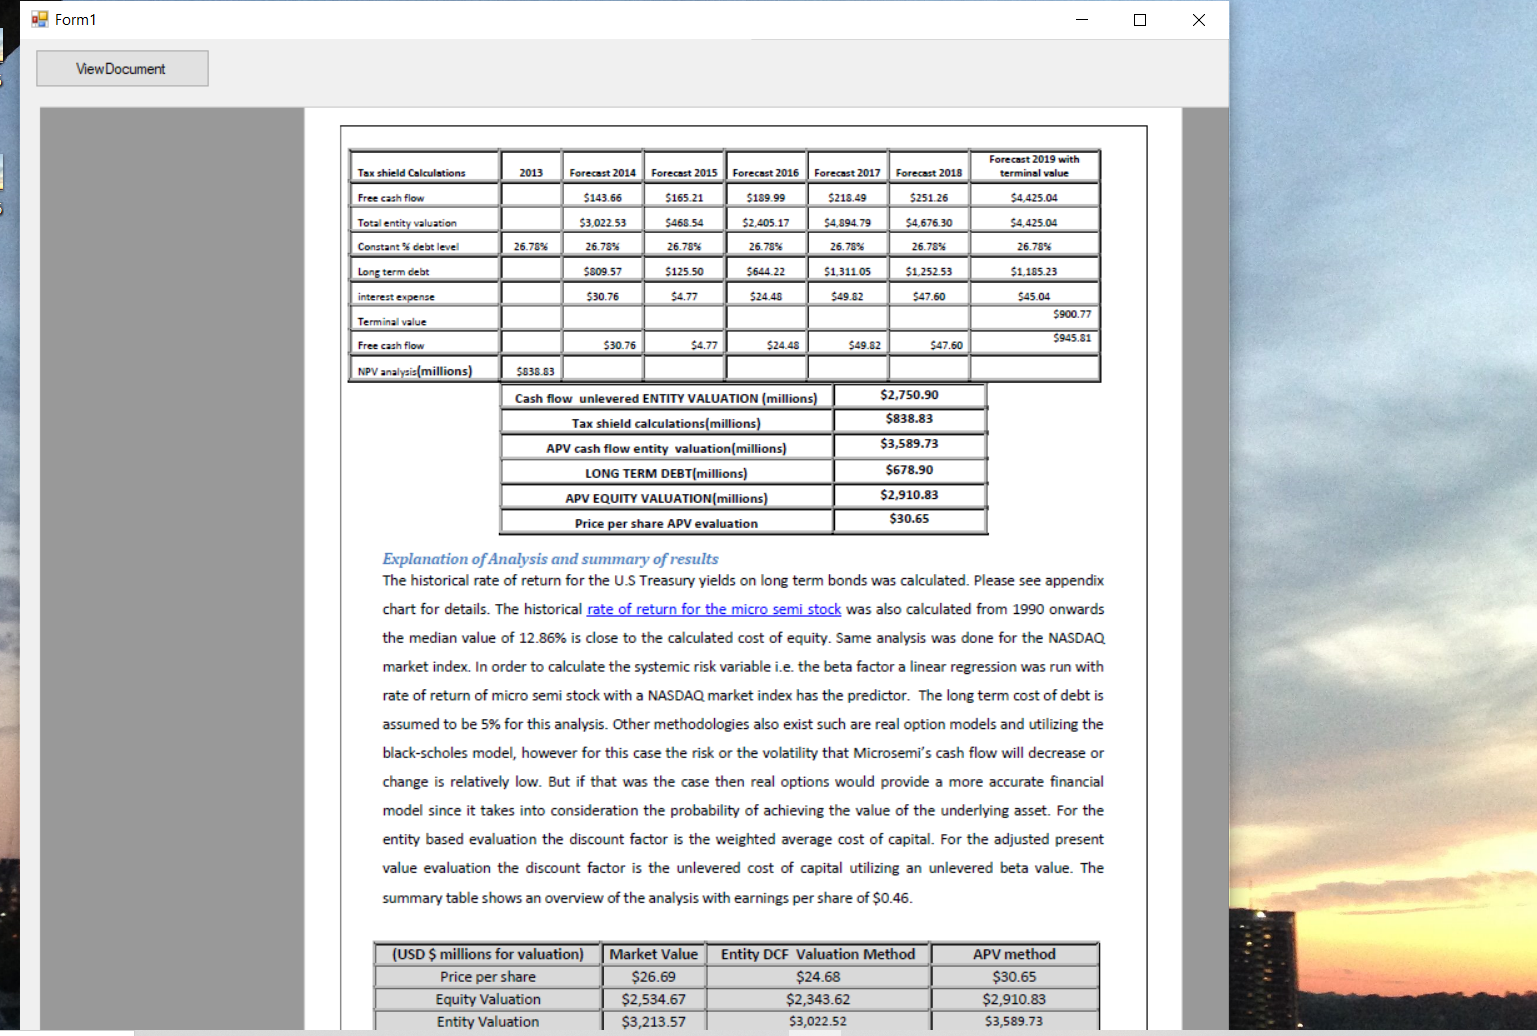 Form1
ViewDocument
Tax shield Calculations 2013 Forecast 2014 Forecast 2015 Forecast 2016 Forecast 2017 Forecast 2018 Forecast 2019 with terminal value
Free cash flow $143.66 $165.21 $189.99 $218.49 $251.26 $4,425.04
Total entity valuation $3,022.53 $468.54 $2,405.17 $4,894.79 $4,676.30 $4,425.04
Constant % debt level 26.78% 26.78% 26.78% 26.78% 26.78% 26.78% 26.78%
Long term debt $809.57 $125.50 $644.22 $1,311.05 $1,252.53 $1,185.23
interest expense $30.76 $4.77 $24.48 $49.82 $47.60 $45.04
Terminal value $900.77
Free cash flow $30.76 $4.77 $24.48 $49.82 $47.60 $945.81
NPV analysis(millions) $838.83
Cash flow unlevered ENTITY VALUATION (millions) $2,750.90
Tax shield calculations(millions) $838.83
APV cash flow entity valuation(millions) $3,589.73
LONG TERM DEBT(millions) $678.90
APV EQUITY VALUATION(millions) $2,910.83
Price per share APV evaluation $30.65
Explanation of Analysis and summary of results
The historical rate of return for the U.S Treasury yields on long term bonds was calculated. Please see appendix
chart for details. The historical rate of return for the micro semi stock was also calculated from 1990 onwards
the median value of 12.86% is close to the calculated cost of equity. Same analysis was done for the NASDAQ
market index. In order to calculate the systemic risk variable i.e. the beta factor a linear regression was run with
rate of return of micro semi stock with a NASDAQ market index has the predictor. The long term cost of debt is
assumed to be 5% for this analysis. Other methodologies also exist such are real option models and utilizing the
black-scholes model, however for this case the risk or the volatility that Microsemi's cash flow will decrease or
change is relatively low. But if that was the case then real options would provide a more accurate financial
model since it takes into consideration the probability of achieving the value of the underlying asset. For the
entity based evaluation the discount factor is the weighted average cost of capital. For the adjusted present
value evaluation the discount factor is the unlevered cost of capital utilizing an unlevered beta value. The
summary table shows an overview of the analysis with earnings per share of $0.46.
(USD $ millions for valuation) Market Value Entity DCF Valuation Method APV method
Price per share $26.69 $24.68 $30.65
Equity Valuation $2,534.67 $2,343.62 $2,910.83
Entity Valuation $3,213.57 $3,022.52 $3,589.73